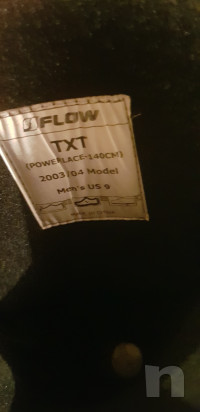 FLOW
TXT
(POWERLACE-140CM)
2003/04 Model
Men's US 9
n